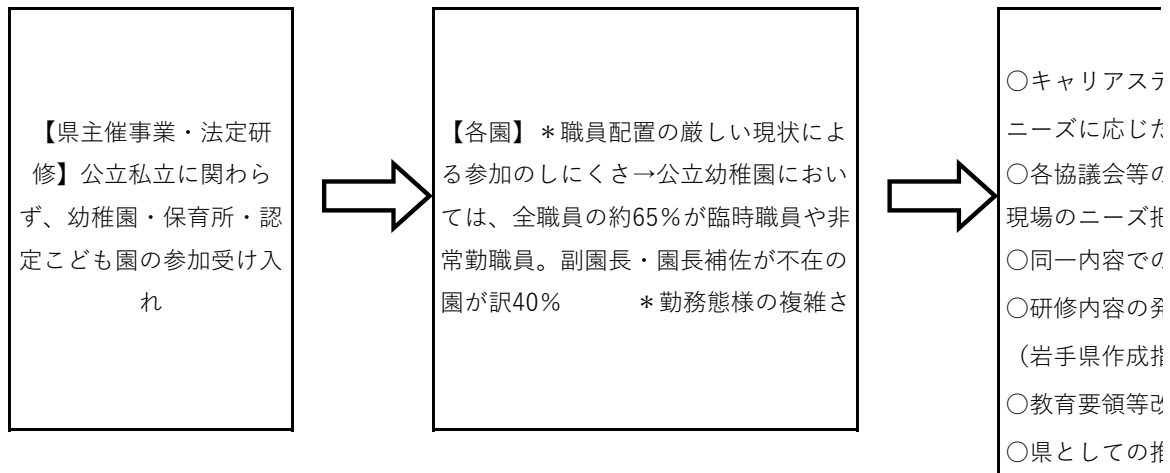 【県主催事業・法定研
修】公立私立に関わら
ず、幼稚園・保育所・認
定こども園の参加受け入
れ
【各園】＊職員配置の厳しい現状によ
る参加のしにくさ→公立幼稚園におい
ては、全職員の約65％が臨時職員や非
常勤職員。副園長・園長補佐が不在の
園が訳40％　　　＊勤務態様の複雑さ
○キャリアステ
ニーズに応じた
○各協議会等の
現場のニーズ把
○同一内容での
○研修内容の発
（岩手県作成指
○教育要領等改
○県としての推